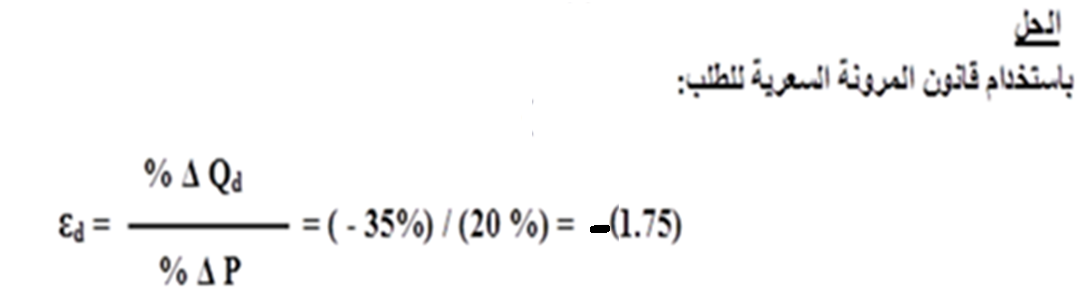 الحل
باستخدام قانون المرونة السعرية للطلب:
% Δ Qd
εd = ‎———‎ = ( - 35%) / (20 %) = -(1.75)
% Δ P